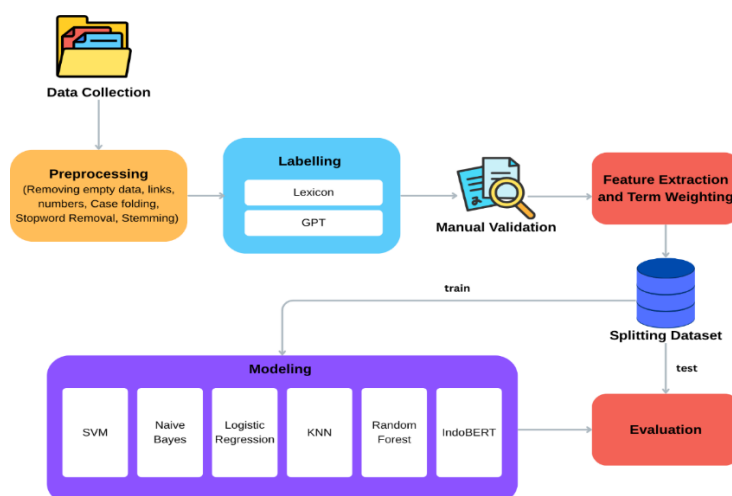 Data Collection
Preprocessing
(Removing empty data, links,
numbers, Case folding,
Stopword Removal, Stemming)
Labelling
Lexicon
GPT
Manual Validation
Feature Extraction
and Term Weighting
Splitting Dataset
train
test
Modeling
SVM
Naive
Bayes
Logistic
Regression
KNN
Random
Forest
IndoBERT
Evaluation